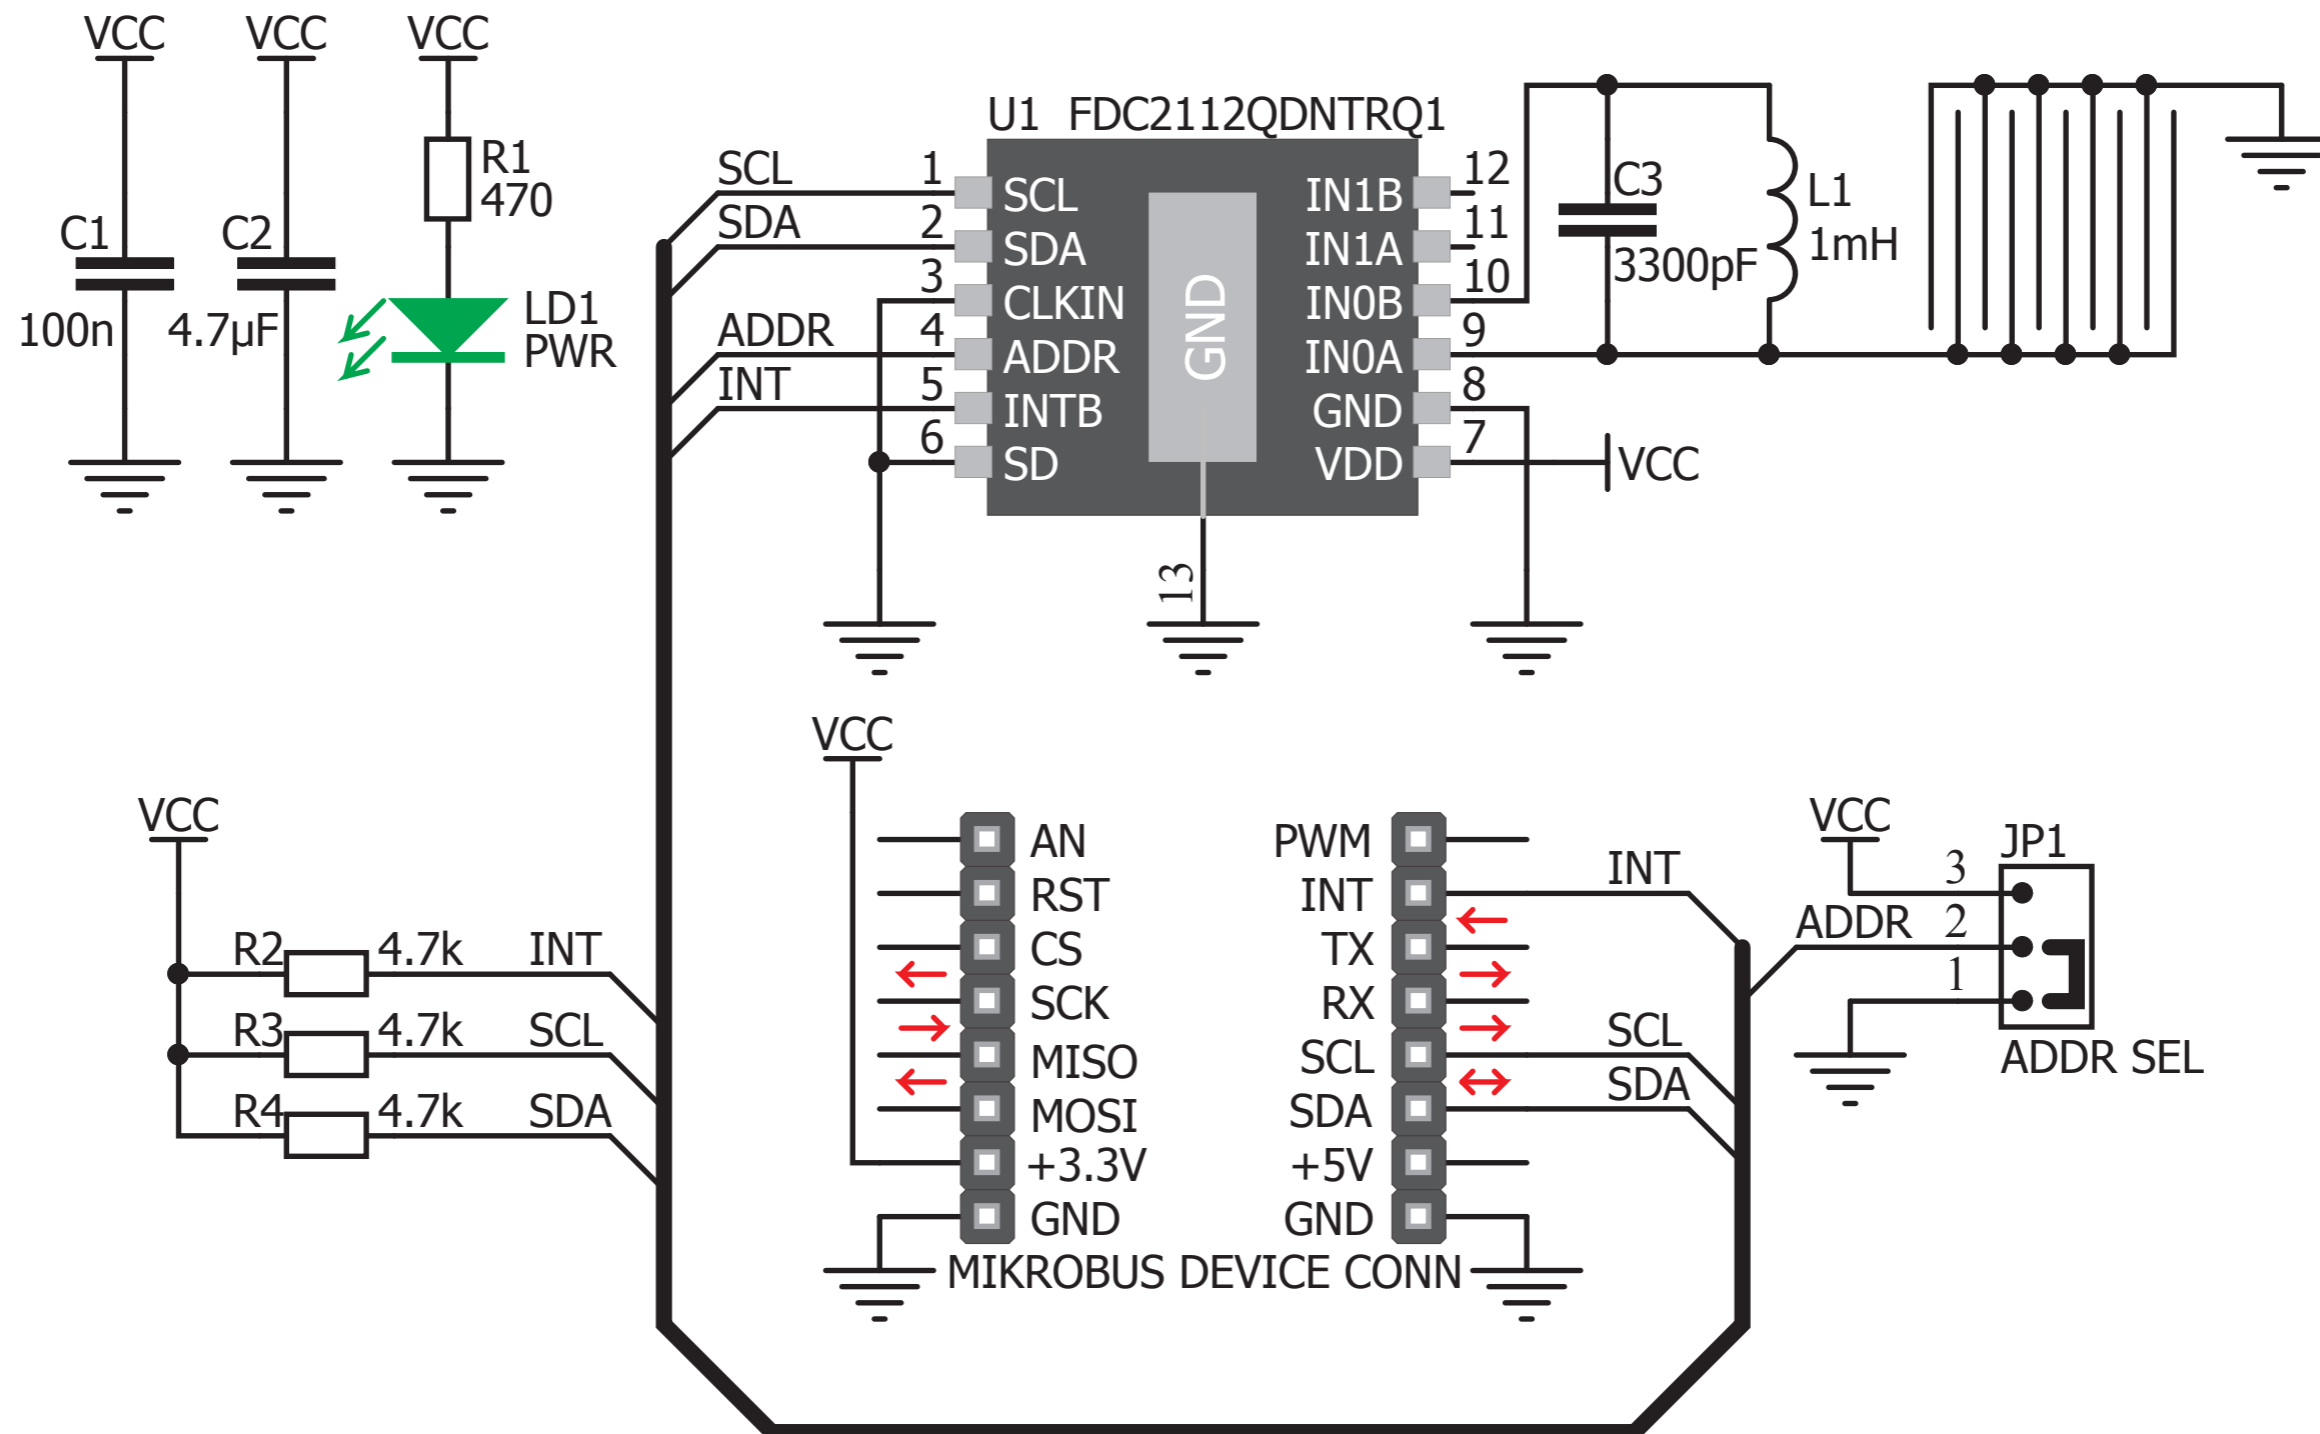 VCC VCC VCC
R1
470
C1
100n
C2
4.7µF
LD1
PWR
U1 FDC2112QDNTRQ1
SCL 1 SCL
SDA 2 SDA
3 CLKIN
ADDR 4 ADDR
INT 5 INTB
6 SD
GND
13
IN1B 12
IN1A 11
IN0B 10
IN0A 9
GND 8
VDD 7 VCC
C3
3300pF
L1
1mH
VCC
R2 4.7k INT
R3 4.7k SCL
R4 4.7k SDA
VCC
AN
RST
CS
SCK
MISO
MOSI
+3.3V
GND
PWM
INT INT
TX
RX
SCL SCL
SDA SDA
+5V
GND
MIKROBUS DEVICE CONN
VCC
JP1
3
ADDR 2
1
ADDR SEL